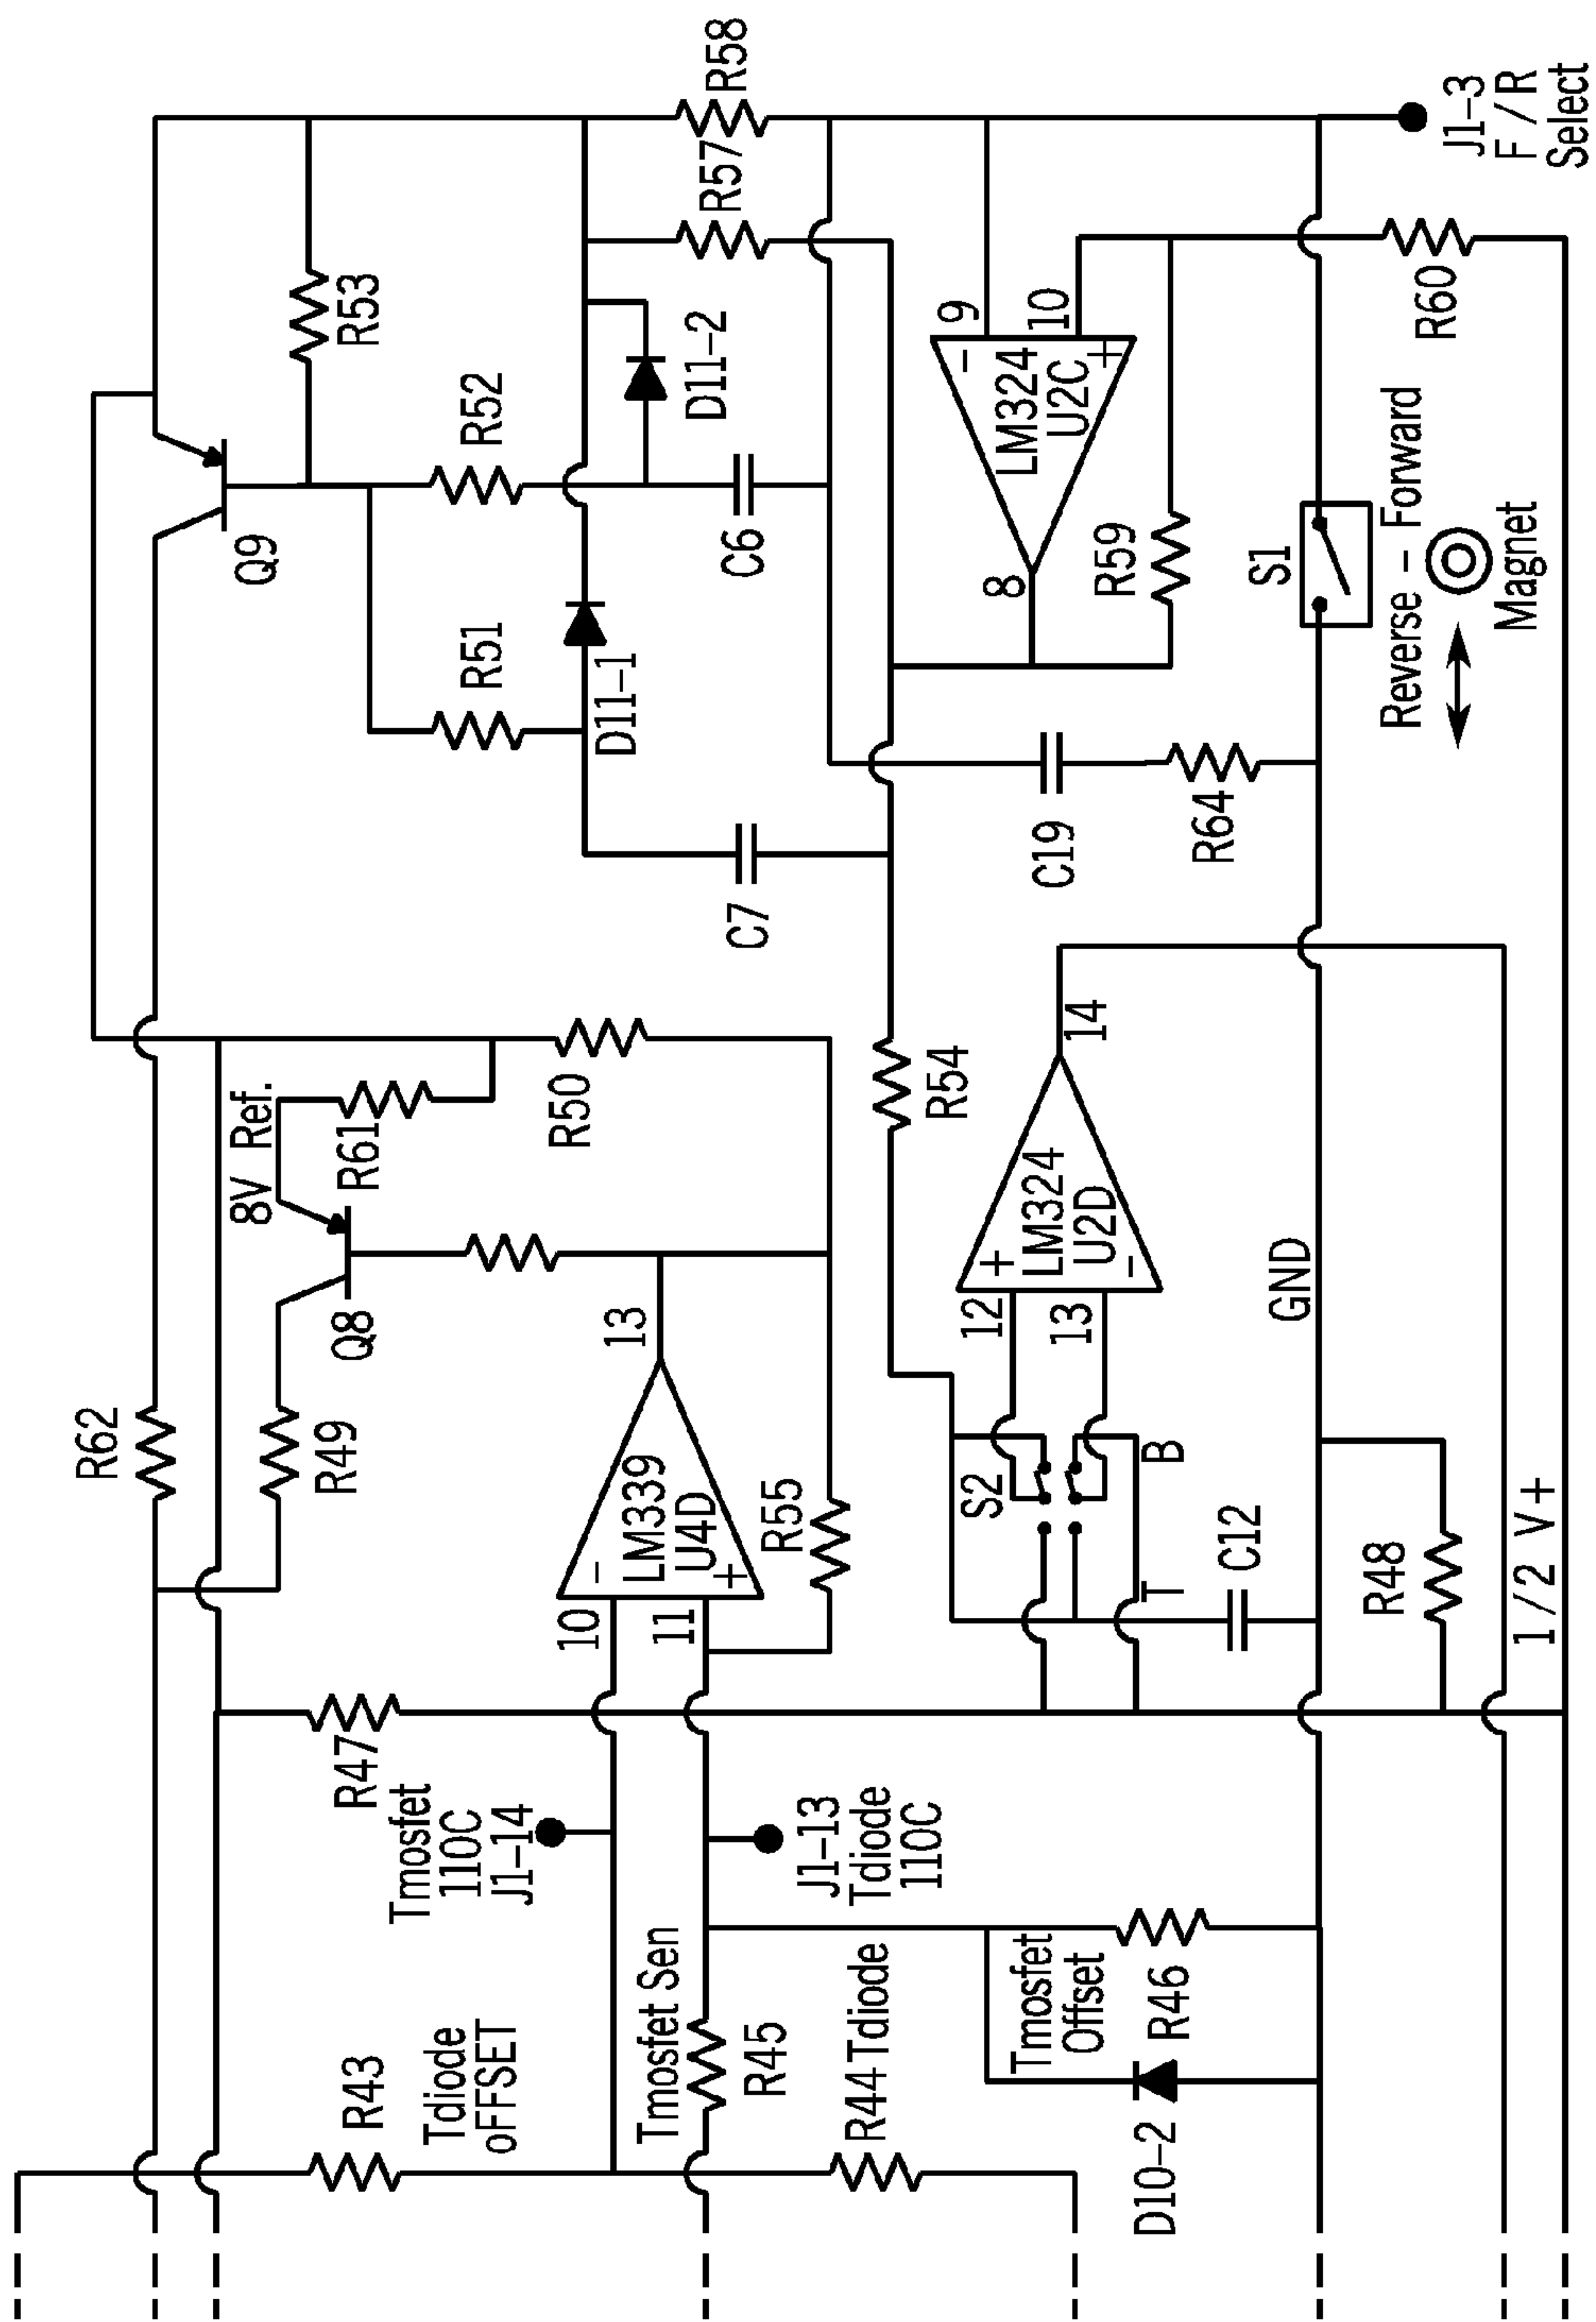 R43
Tdiode
oFFSET
Tmosfet Sen
R45
R44 Tdiode
D10-2
Tmosfet
Offset
R46
Tmosfet
110C
J1-14
J1-13
Tdiode
110C
R47
R62
R49
8V Ref.
R61
Q8
R50
10
11
-
+
LM339
U4D
13
R55
S2
T
B
C12
R48
1/2 V+
GND
12
13
+
-
LM324
U2D
14
R54
C7
C19
R64
Q9
R53
R51
R52
D11-1
D11-2
C6
R57
R58
8
LM324
U2C
-
+
9
10
R59
S1
Reverse - Forward
Magnet
R60
J1-3
F/R
Select